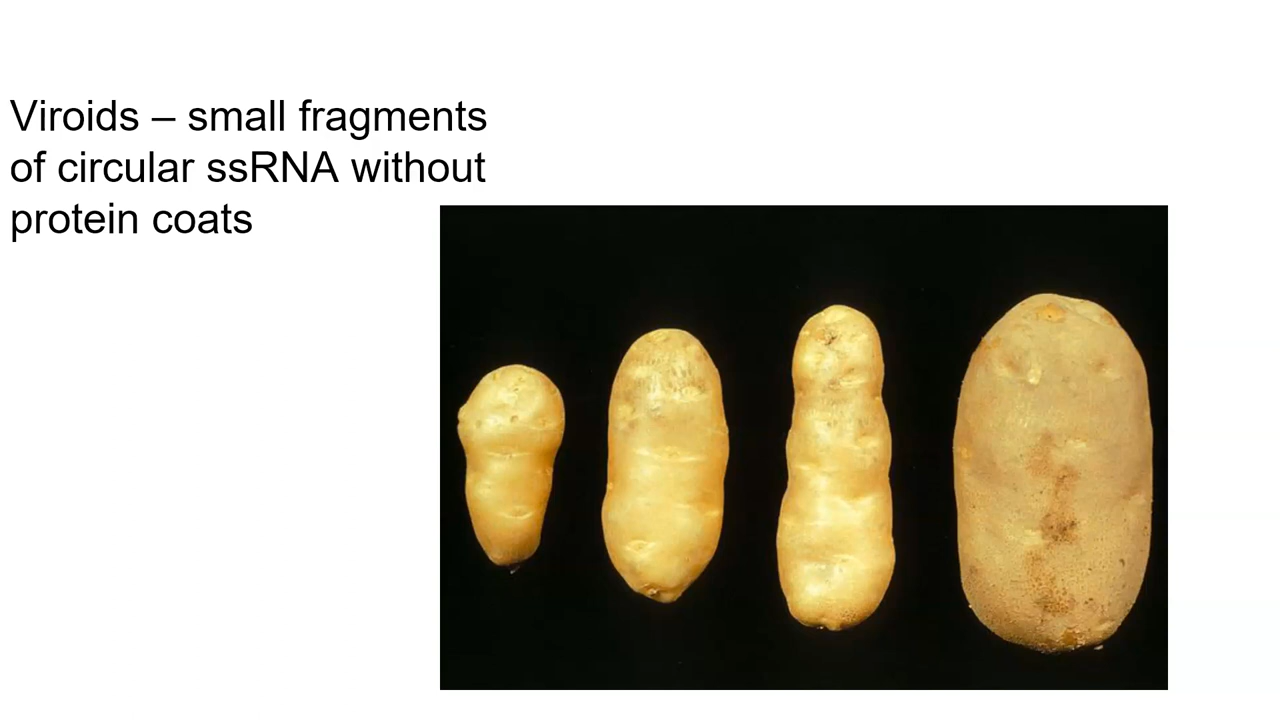 Viroids – small fragments
of circular ssRNA without
protein coats